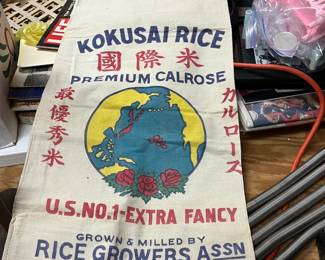 KOKUSAI RICE
國際米
PREMIUM CALROSE
最優秀米
カルローズ
U.S.NO.1-EXTRA FANCY
GROWN & MILLED BY
RICE GROWERS ASSN